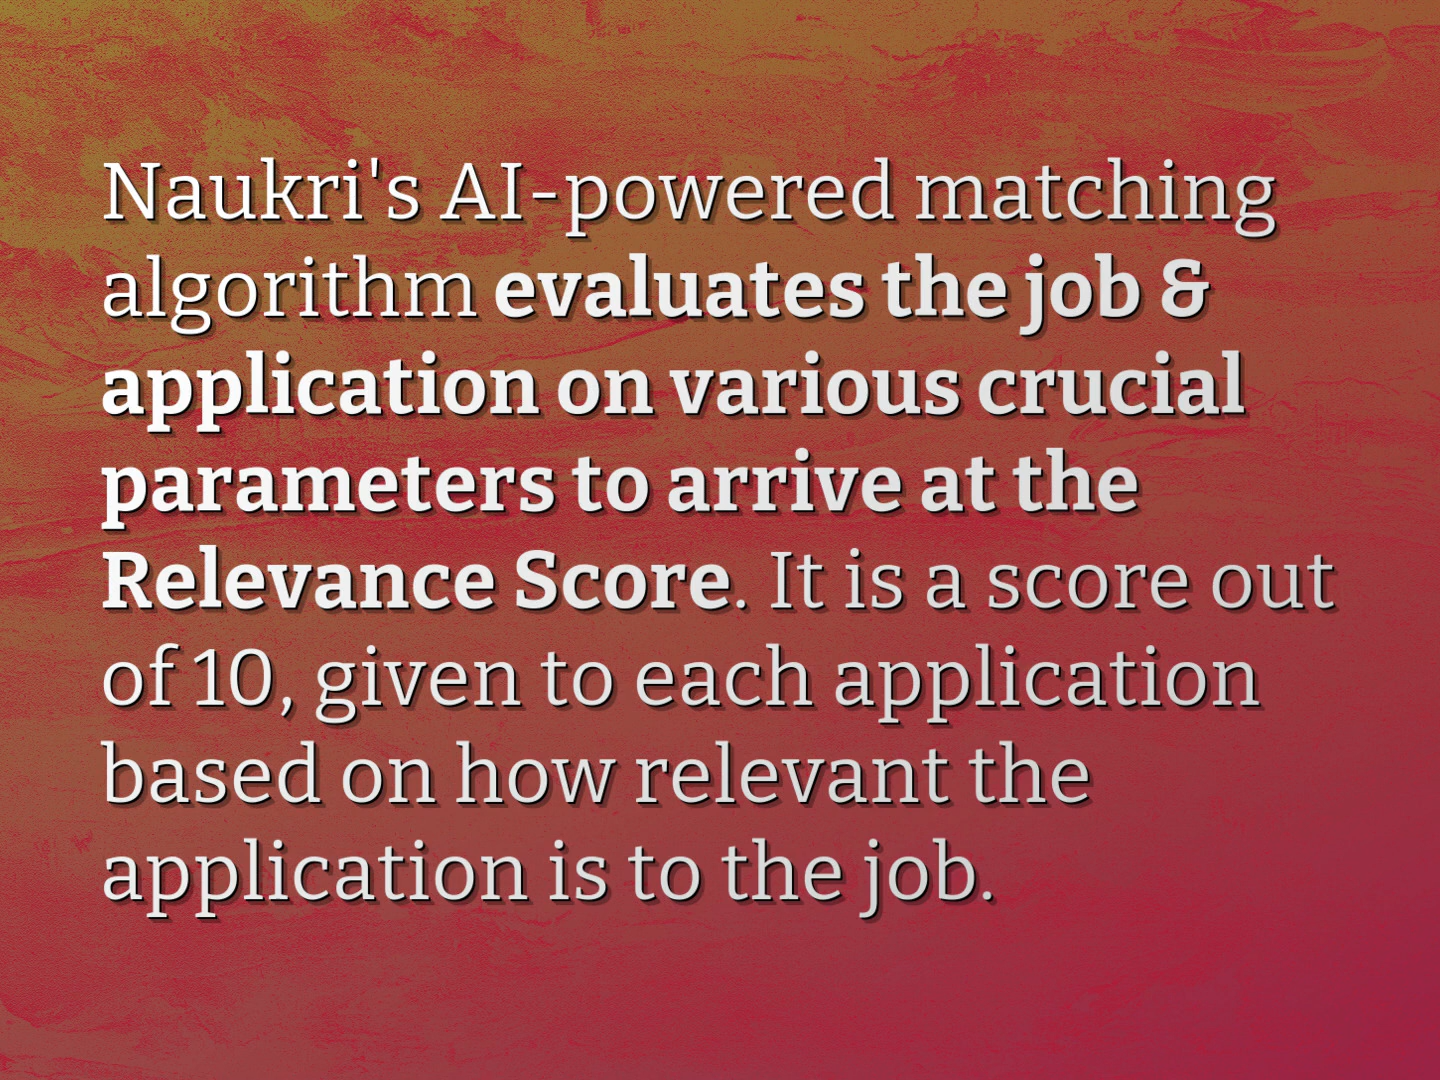 Naukri's AI-powered matching
algorithm evaluates the job &
application on various crucial
parameters to arrive at the
Relevance Score. It is a score out
of 10, given to each application
based on how relevant the
application is to the job.